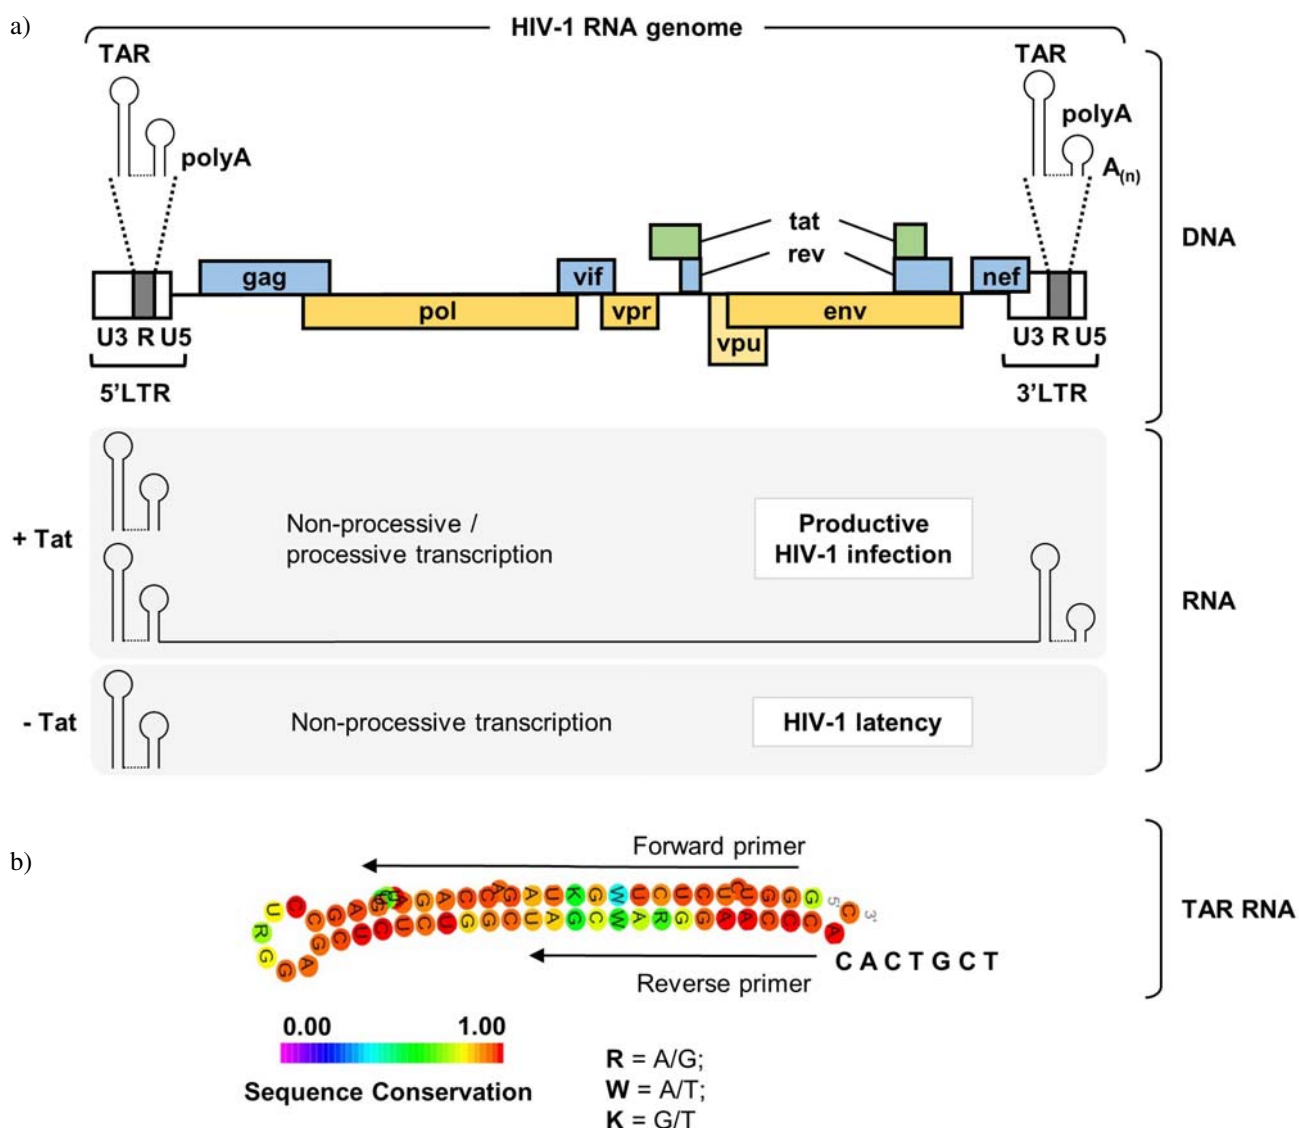 a)
HIV-1 RNA genome
TAR
TAR
polyA
polyA
A(n)
DNA
tat
rev
gag
vif
nef
pol
vpr
env
vpu
U3 R U5
U3 R U5
5'LTR
3'LTR
+ Tat
Non-processive /
processive transcription
Productive
HIV-1 infection
RNA
- Tat
Non-processive transcription
HIV-1 latency
b)
Forward primer
U C C G A G
A G A C C A G A U K G W U C U C U C G G G 5' C 3'
R G G A G C U C U C U G G C U A G C W W A R G G A A C C C A
TAR RNA
Reverse primer
C A C T G C T
0.00 1.00
Sequence Conservation
R = A/G;
W = A/T;
K = G/T